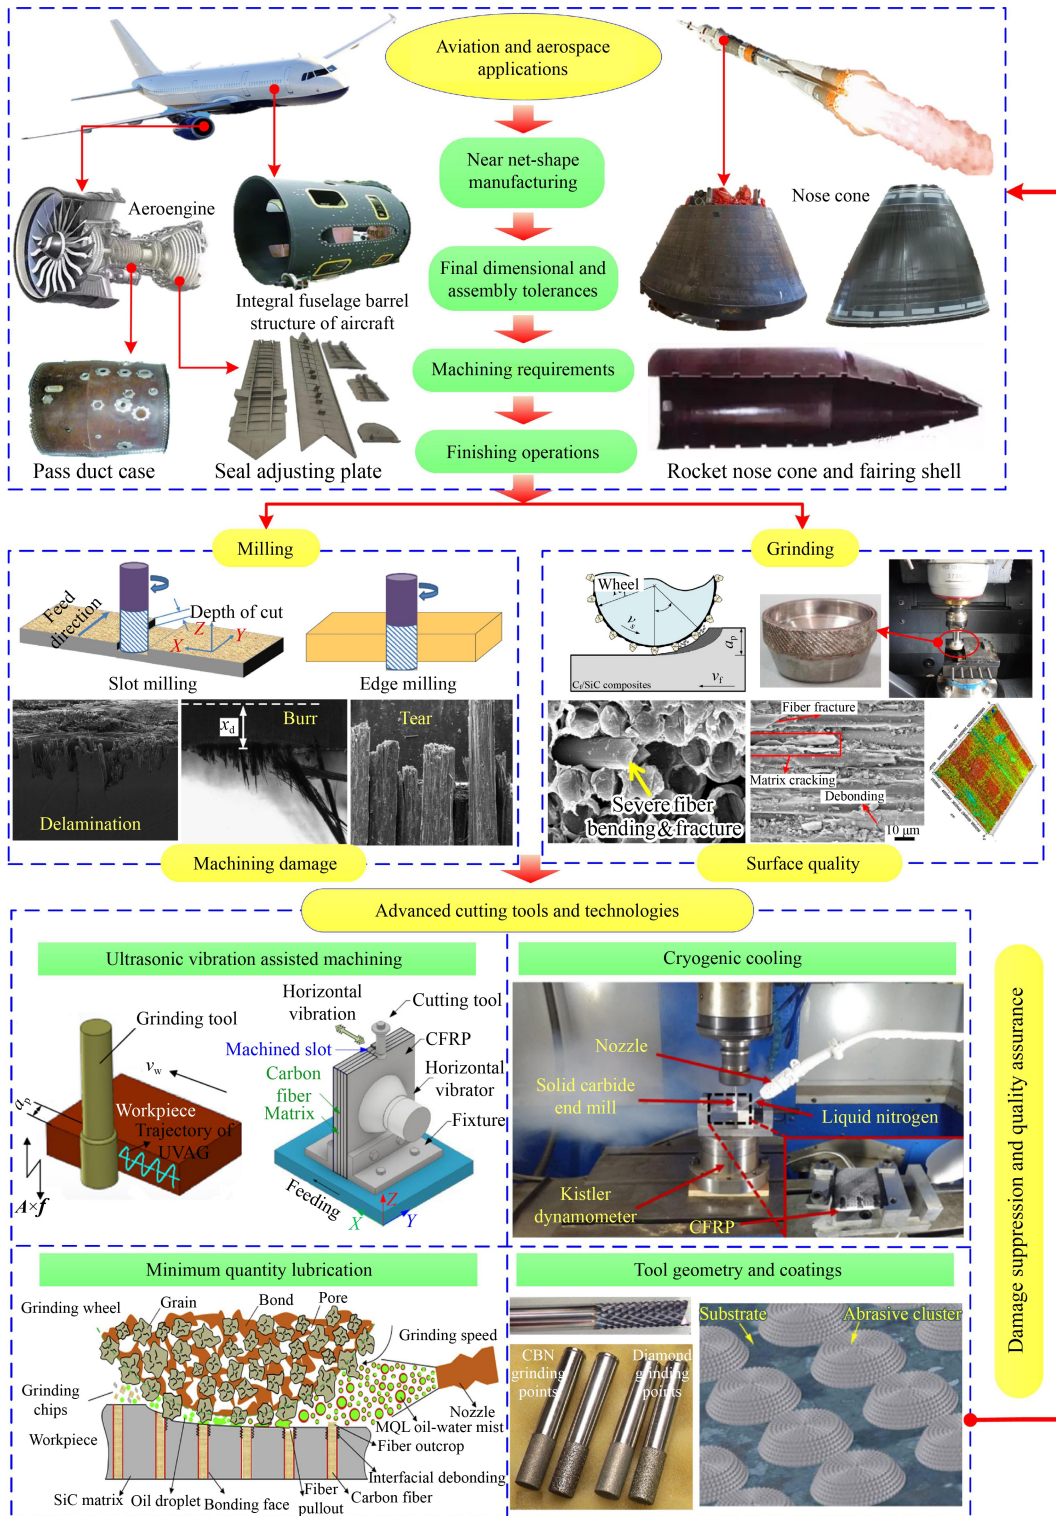 Aviation and aerospace
applications
Near net-shape
manufacturing
Final dimensional and
assembly tolerances
Machining requirements
Finishing operations
Aeroengine
Integral fuselage barrel
structure of aircraft
Pass duct case
Seal adjusting plate
Nose cone
Rocket nose cone and fairing shell
Milling
Feed
direction
Depth of cut
X
Z
Y
Slot milling
Edge milling
Delamination
x_d
Burr
Tear
Machining damage
Grinding
Wheel
v_s
a_p
v_f
C_f/SiC composites
Severe fiber
bending & fracture
Fiber fracture
Matrix cracking
Debonding
10 μm
Surface quality
Advanced cutting tools and technologies
Ultrasonic vibration assisted machining
Grinding tool
v_w
a_p
Workpiece
Trajectory of
UVAG
A×f
Horizontal
vibration
Cutting tool
CFRP
Machined slot
Carbon
fiber
Matrix
Horizontal
vibrator
Fixture
Feeding
Z
X
Y
Cryogenic cooling
Nozzle
Solid carbide
end mill
Liquid nitrogen
Kistler
dynamometer
CFRP
Minimum quantity lubrication
Grinding wheel
Grain
Bond
Pore
Grinding speed
Grinding
chips
Nozzle
MQL oil-water mist
Fiber outcrop
Workpiece
Interfacial debonding
SiC matrix
Oil droplet
Bonding face
Fiber
pullout
Carbon fiber
Tool geometry and coatings
CBN
grinding
points
Diamond
grinding
points
Substrate
Abrasive cluster
Damage suppression and quality assurance